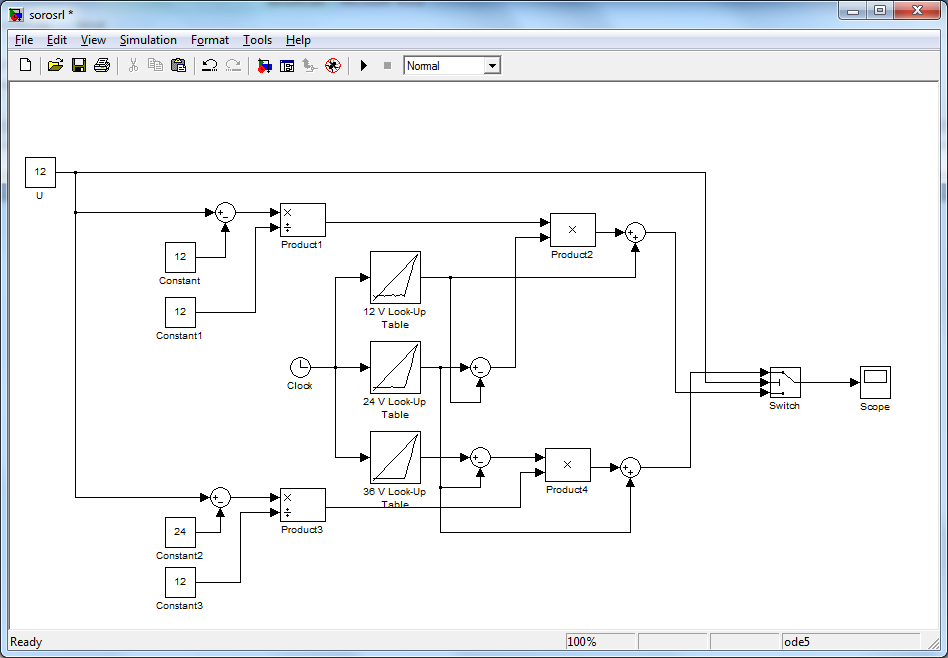 sorosrl *
File Edit View Simulation Format Tools Help
Normal
12
U
+
-
×
÷
Product1
12
Constant
12
Constant1
×
Product2
+
+
12 V Look-Up
Table
Clock
24 V Look-Up
Table
+
-
Switch
Scope
36 V Look-Up
Table
+
-
×
Product4
+
+
+
-
×
÷
Product3
24
Constant2
12
Constant3
Ready 100% ode5